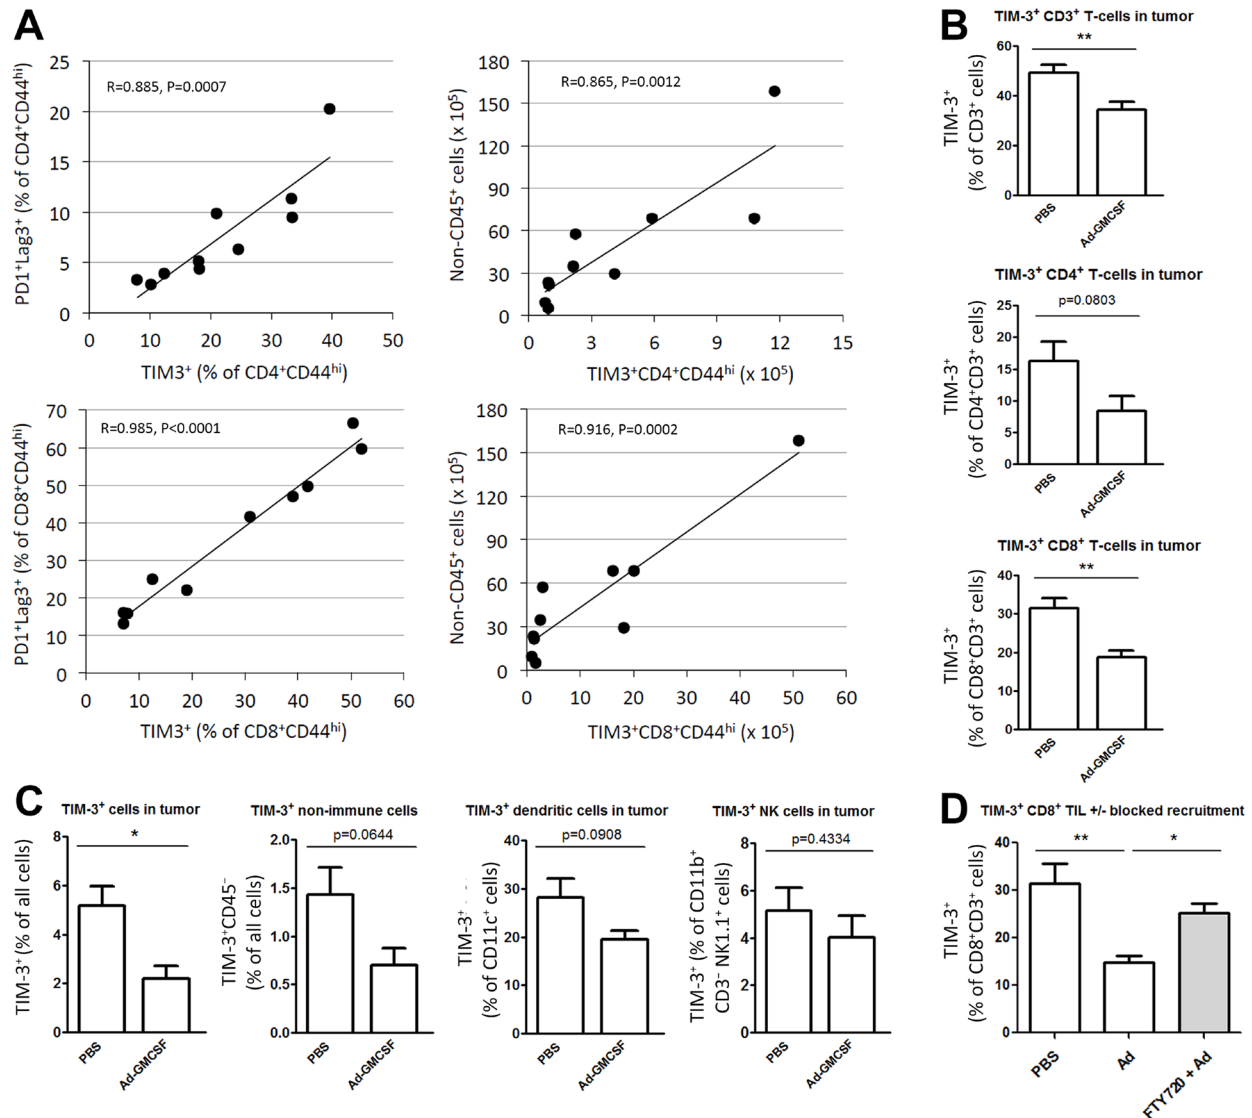 A
25
20
15
10
5
0
R=0.885, P=0.0007
PD1⁺Lag3⁺ (% of CD4⁺CD44ʰⁱ)
0 10 20 30 40 50
TIM3⁺ (% of CD4⁺CD44ʰⁱ)
180
150
120
90
60
30
0
R=0.865, P=0.0012
Non-CD45⁺ cells (x 10⁵)
0 3 6 9 12 15
TIM3⁺CD4⁺CD44ʰⁱ (x 10⁵)
70
60
50
40
30
20
10
0
R=0.985, P<0.0001
PD1⁺Lag3⁺ (% of CD8⁺CD44ʰⁱ)
0 10 20 30 40 50 60
TIM3⁺ (% of CD8⁺CD44ʰⁱ)
180
150
120
90
60
30
0
R=0.916, P=0.0002
Non-CD45⁺ cells (x 10⁵)
0 10 20 30 40 50 60
TIM3⁺CD8⁺CD44ʰⁱ (x 10⁵)
B
TIM-3⁺ CD3⁺ T-cells in tumor
**
60
40
20
0
TIM-3⁺
(% of CD3⁺ cells)
PBS
Ad-GMCSF
TIM-3⁺ CD4⁺ T-cells in tumor
p=0.0803
25
20
15
10
5
0
TIM-3⁺
(% of CD4⁺CD3⁺ cells)
PBS
Ad-GMCSF
TIM-3⁺ CD8⁺ T-cells in tumor
**
40
30
20
10
0
TIM-3⁺
(% of CD8⁺CD3⁺ cells)
PBS
Ad-GMCSF
C
TIM-3⁺ cells in tumor
*
8
6
4
2
0
TIM-3⁺ (% of all cells)
PBS
Ad-GMCSF
TIM-3⁺ non-immune cells
p=0.0644
2.0
1.5
1.0
0.5
0.0
TIM-3⁺CD45⁻
(% of all cells)
PBS
Ad-GMCSF
TIM-3⁺ dendritic cells in tumor
p=0.0908
40
30
20
10
0
TIM-3⁺
(% of CD11c⁺ cells)
PBS
Ad-GMCSF
TIM-3⁺ NK cells in tumor
p=0.4334
8
6
4
2
0
TIM-3⁺ (% of CD11b⁺
CD3⁻ NK1.1⁺ cells)
PBS
Ad-GMCSF
D
TIM-3⁺ CD8⁺ TIL +/- blocked recruitment
** *
40
30
20
10
0
TIM-3⁺
(% of CD8⁺CD3⁺ cells)
PBS
Ad
FTY720 + Ad